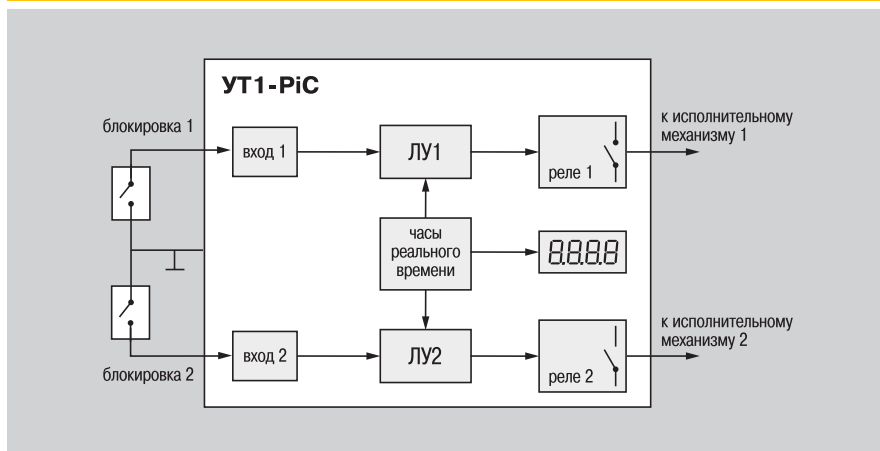 УТ1-PiC
блокировка 1
вход 1
ЛУ1
реле 1
к исполнительному
механизму 1
часы
реального
времени
8.8.8.8
блокировка 2
вход 2
ЛУ2
реле 2
к исполнительному
механизму 2